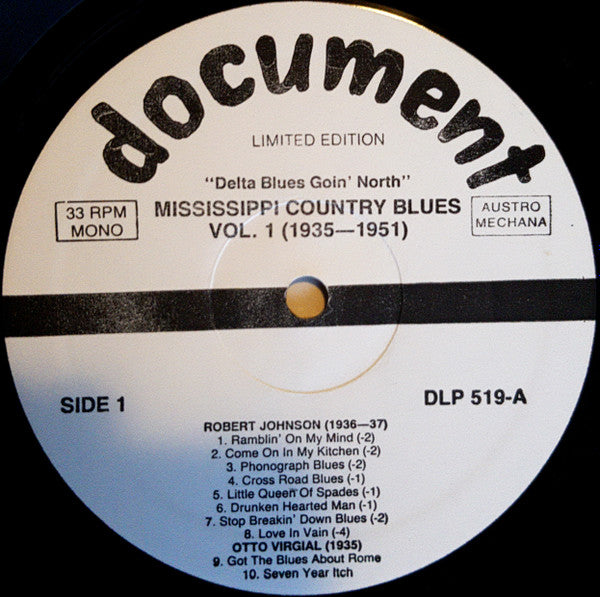 document
LIMITED EDITION
"Delta Blues Goin' North"
33 RPM
MONO
MISSISSIPPI COUNTRY BLUES
VOL. 1 (1935—1951)
AUSTRO
MECHANA
SIDE 1
DLP 519-A
ROBERT JOHNSON (1936—37)
1. Ramblin' On My Mind (-2)
2. Come On In My Kitchen (-2)
3. Phonograph Blues (-2)
4. Cross Road Blues (-1)
5. Little Queen Of Spades (-1)
6. Drunken Hearted Man (-1)
7. Stop Breakin' Down Blues (-2)
8. Love In Vain (-4)
OTTO VIRGIAL (1935)
9. Got The Blues About Rome
10. Seven Year Itch